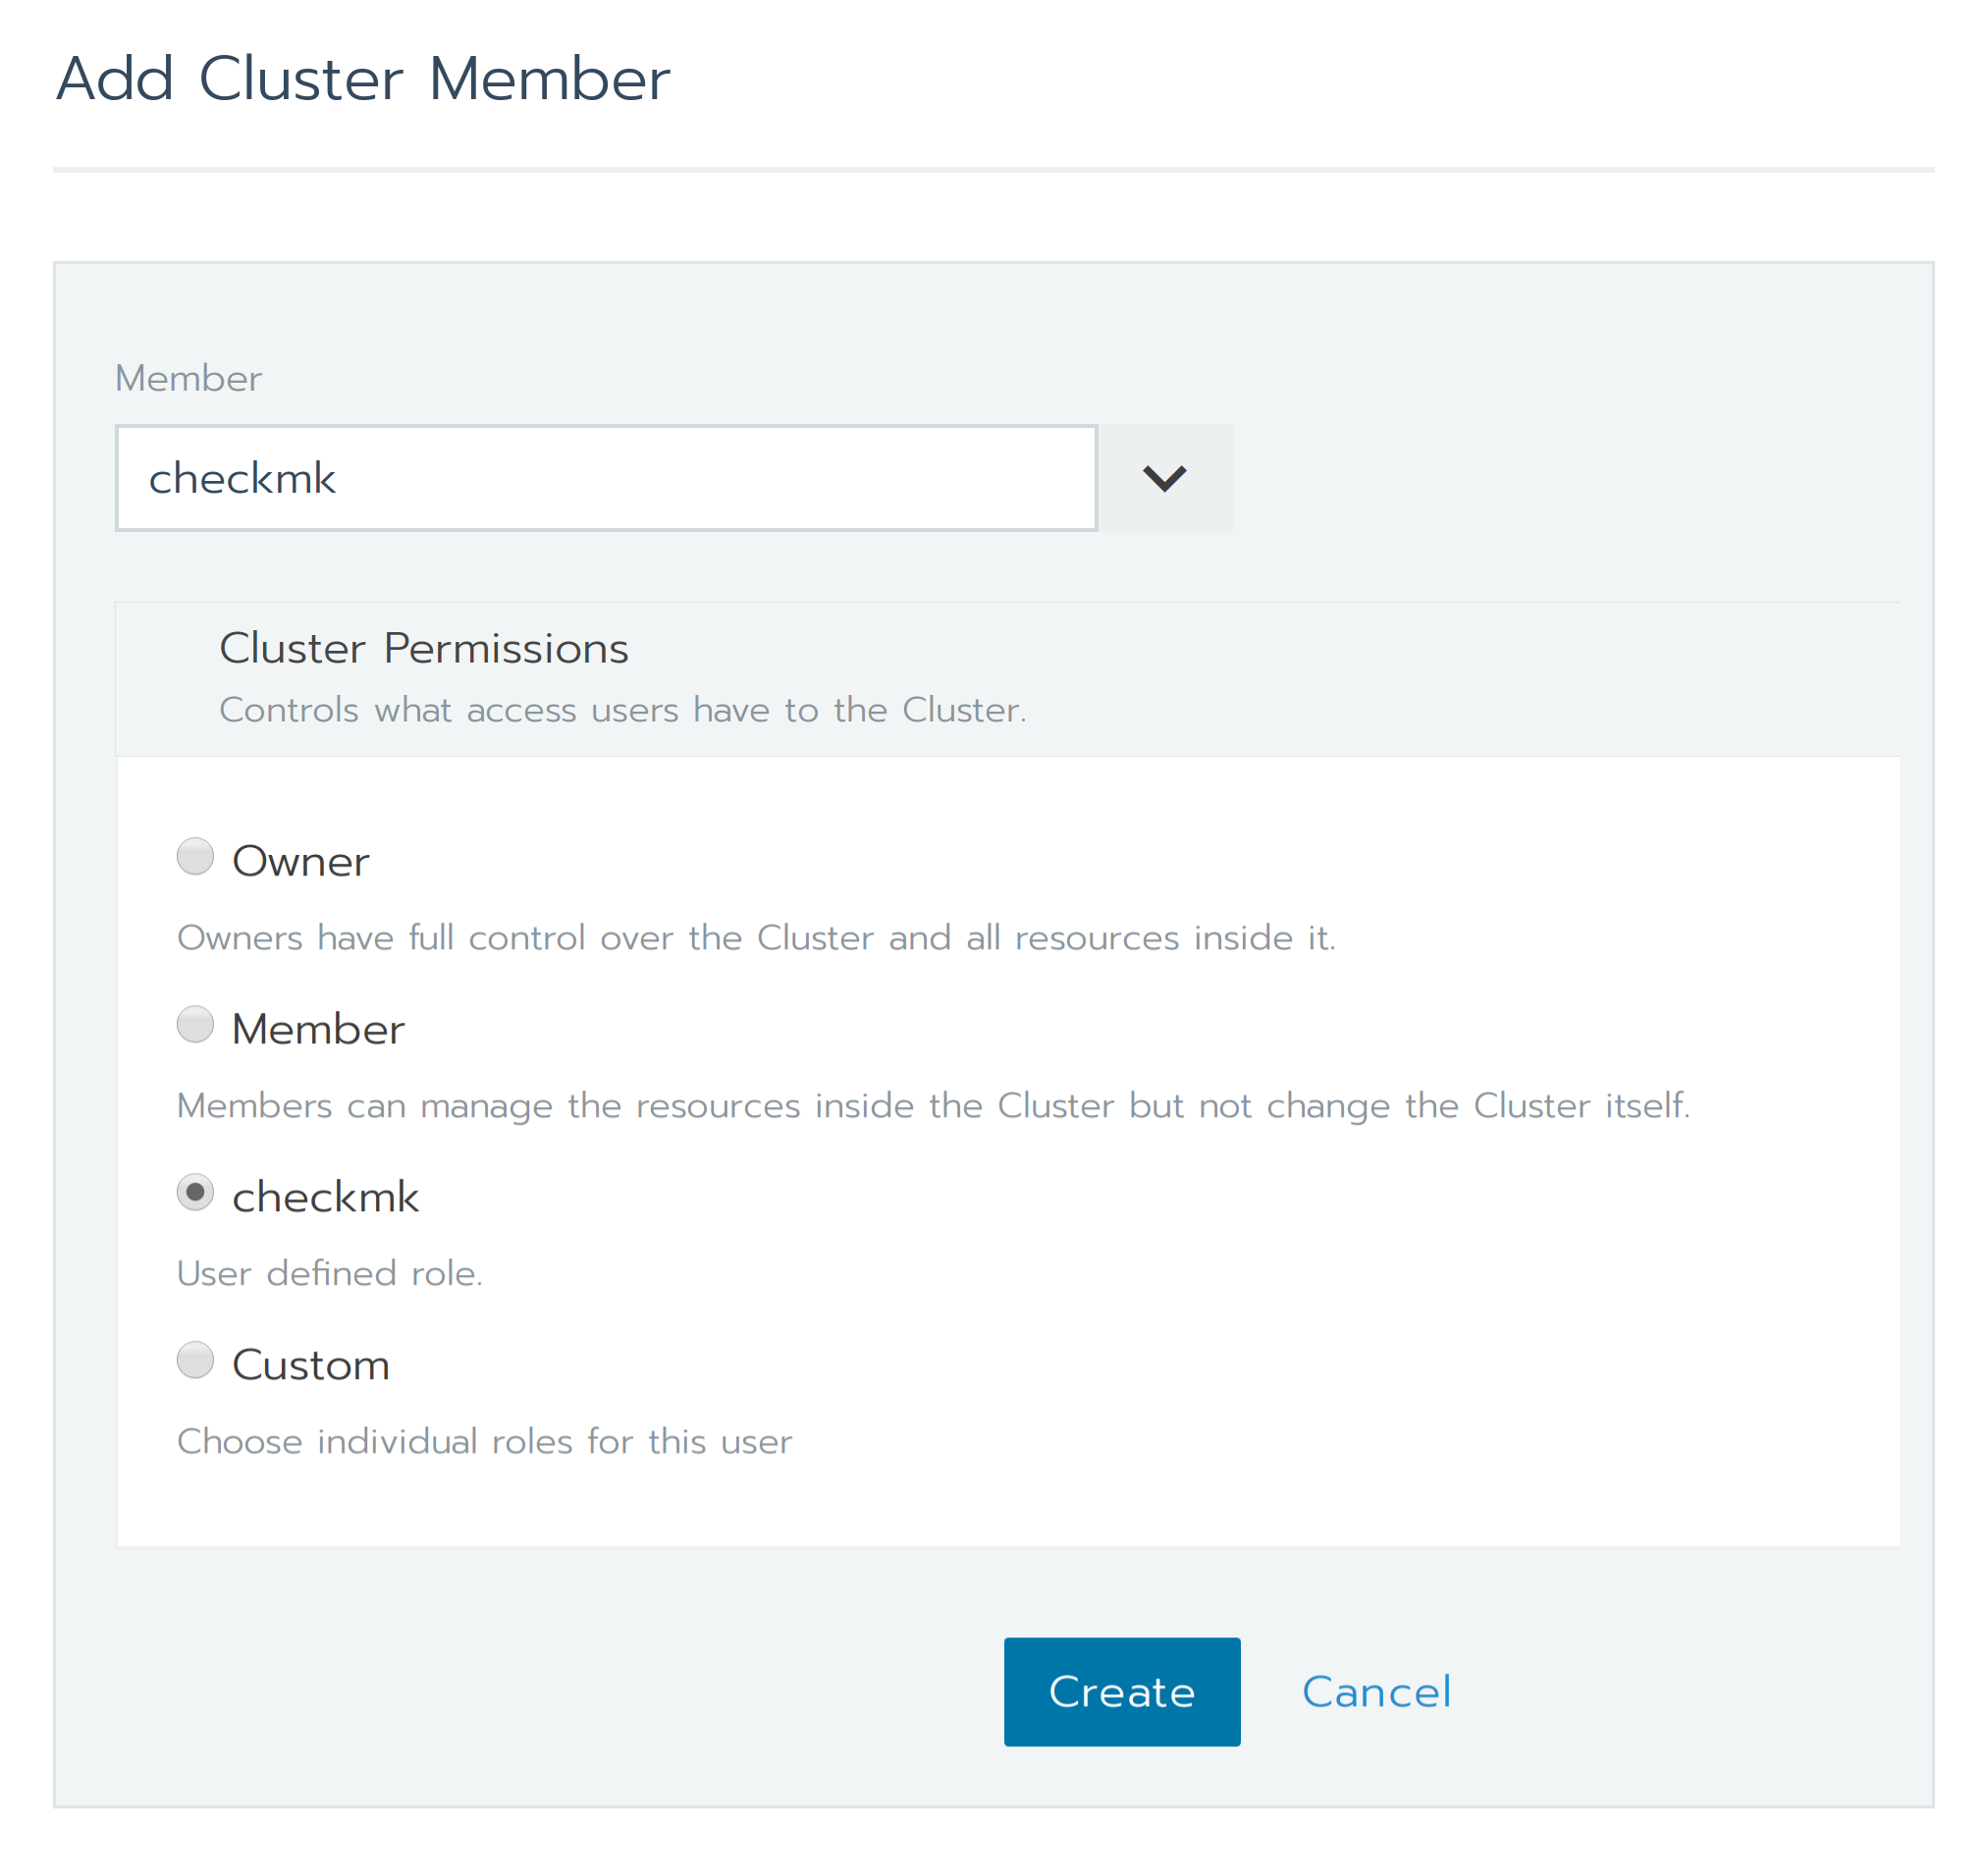 Add Cluster Member
Member
checkmk
Cluster Permissions
Controls what access users have to the Cluster.
Owner
Owners have full control over the Cluster and all resources inside it.
Member
Members can manage the resources inside the Cluster but not change the Cluster itself.
checkmk
User defined role.
Custom
Choose individual roles for this user
Create Cancel